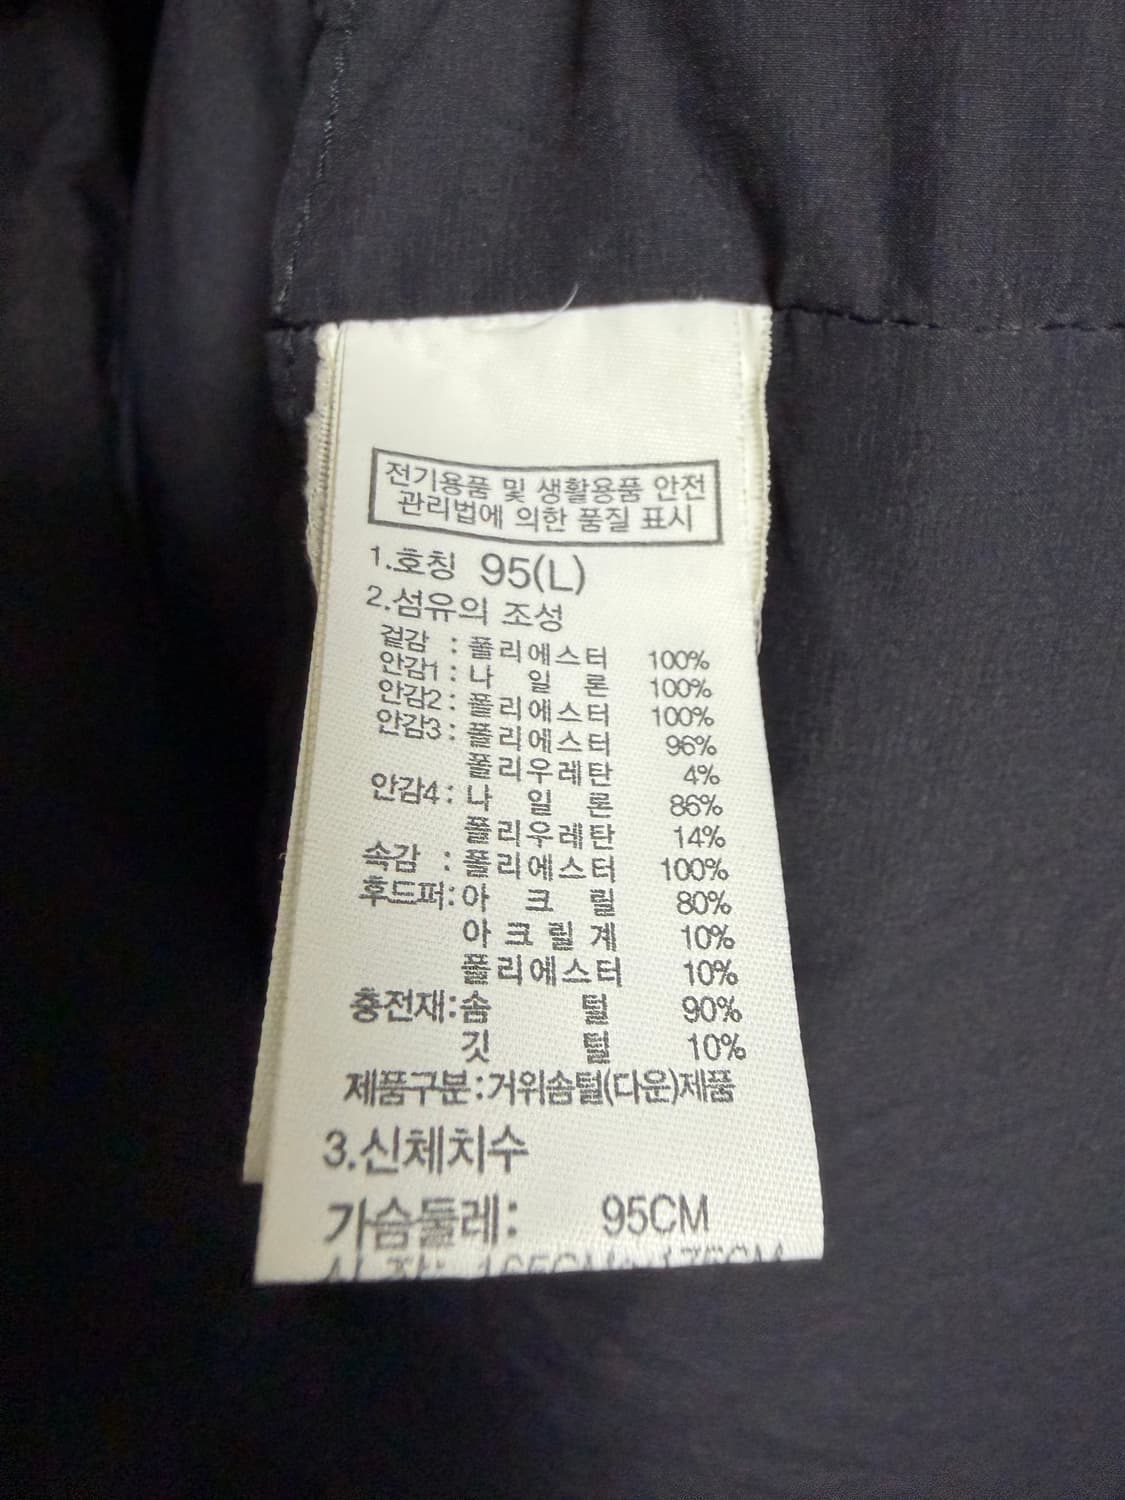 전기용품 및 생활용품 안전
관리법에 의한 품질 표시
1.호칭 95(L)
2.섬유의 조성
겉감 : 폴리에스터 100%
안감1 : 나일론 100%
안감2 : 폴리에스터 100%
안감3 : 폴리에스터 96%
폴리우레탄 4%
안감4 : 나일론 86%
폴리우레탄 14%
속감 : 폴리에스터 100%
후드퍼 : 아크릴 80%
아크릴계 10%
폴리에스터 10%
충전재 : 솜털 90%
깃털 10%
제품구분 : 거위솜털(다운)제품
3.신체치수
가슴둘레 : 95CM
165CM~175CM